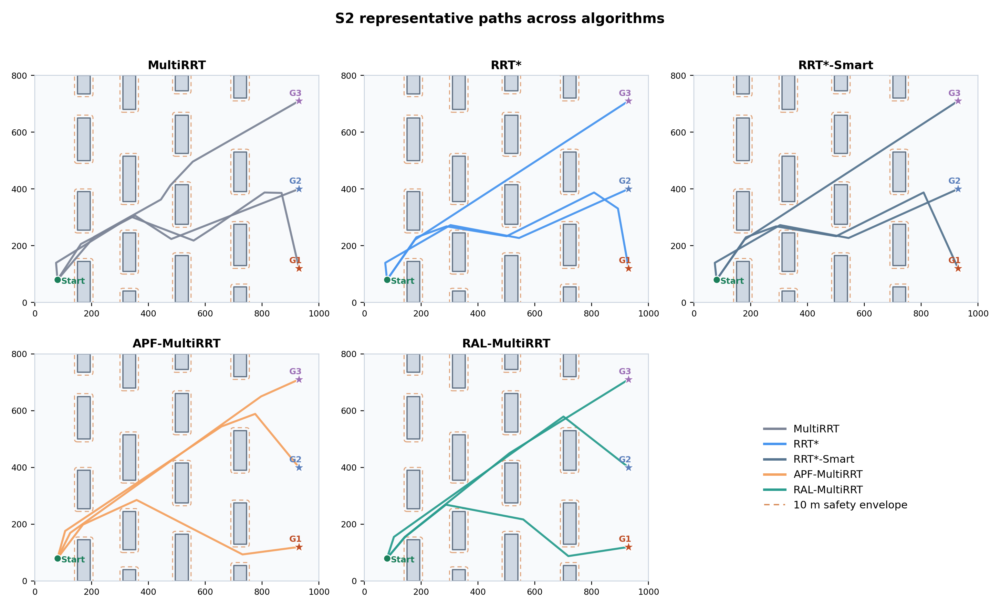 S2 representative paths across algorithms
MultiRRT
800
600
400
200
0
0 200 400 600 800 1000
G3
G2
G1
Start
RRT*
800
600
400
200
0
0 200 400 600 800 1000
G3
G2
G1
Start
RRT*-Smart
800
600
400
200
0
0 200 400 600 800 1000
G3
G2
G1
Start
APF-MultiRRT
800
600
400
200
0
0 200 400 600 800 1000
G3
G2
G1
Start
RAL-MultiRRT
800
600
400
200
0
0 200 400 600 800 1000
G3
G2
G1
Start
MultiRRT
RRT*
RRT*-Smart
APF-MultiRRT
RAL-MultiRRT
10 m safety envelope